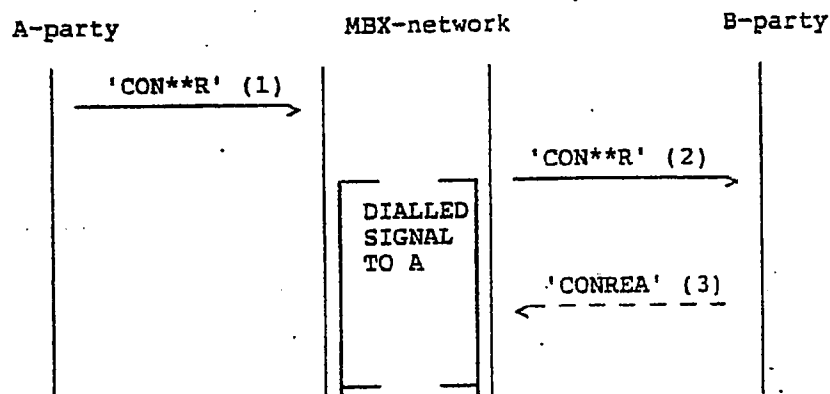 A-party MBX-network B-party
'CON**R' (1)
'CON**R' (2)
DIALLED
SIGNAL
TO A
'CONREA' (3)